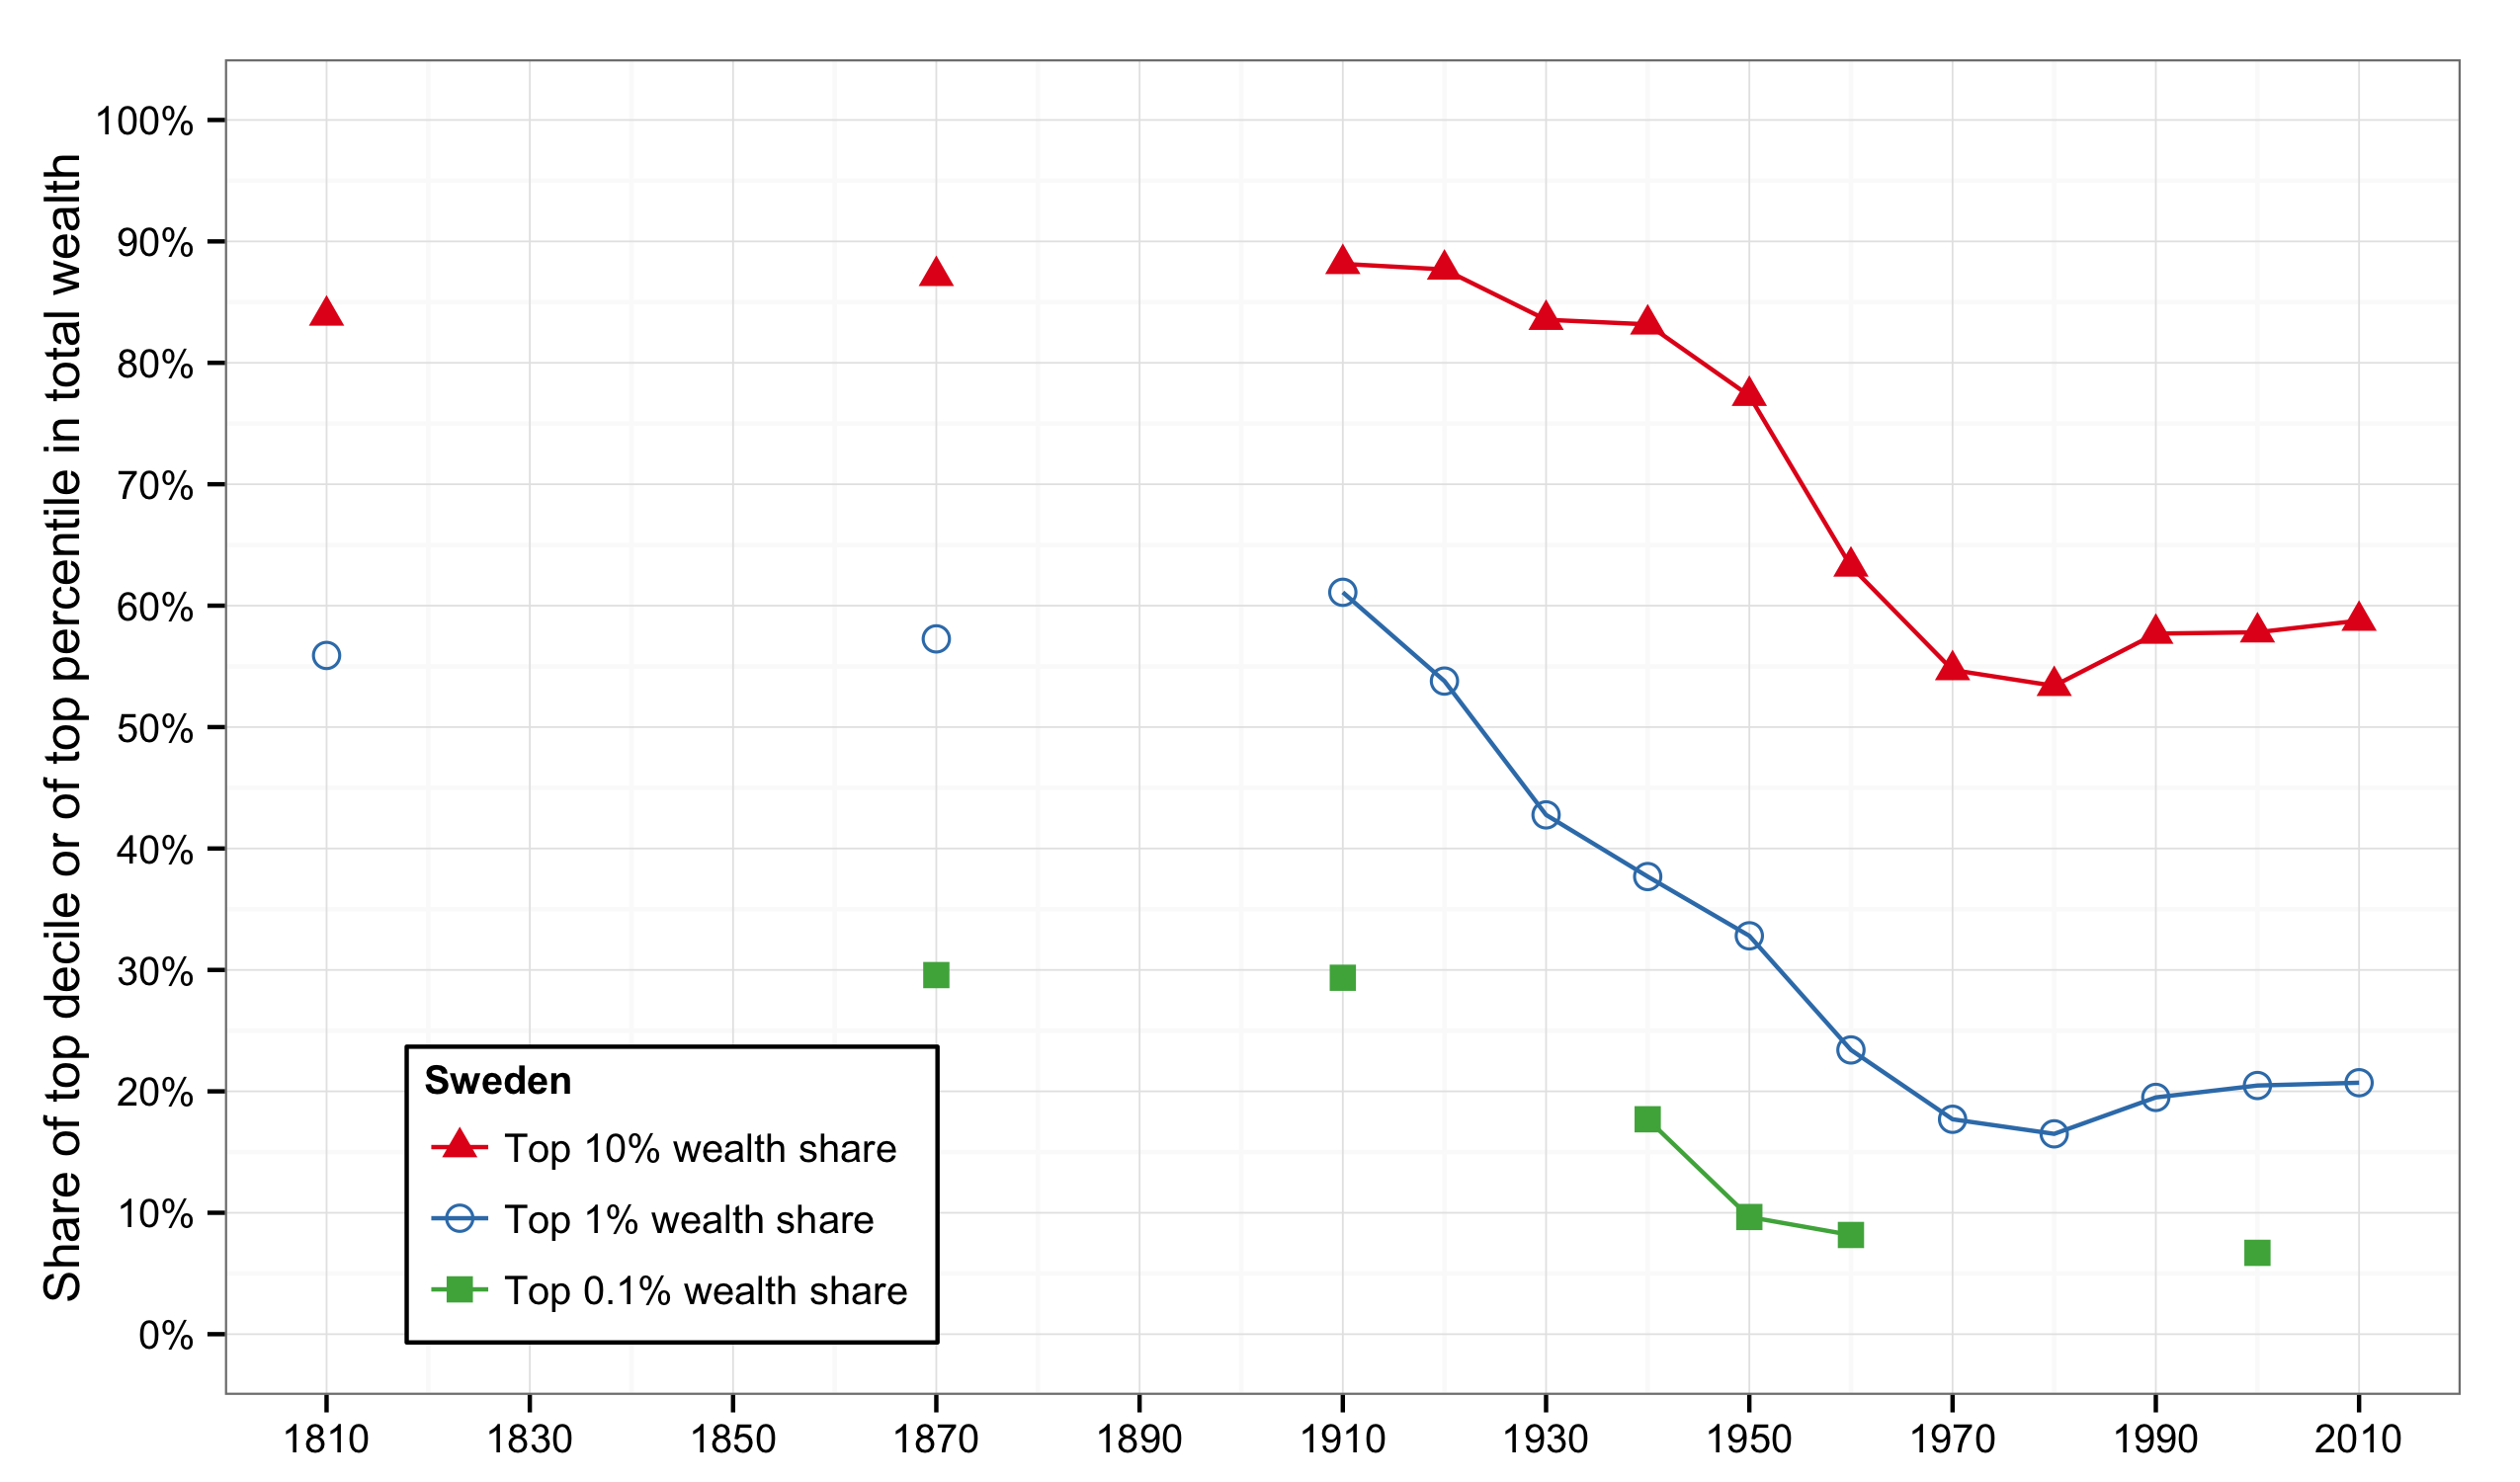 Share of top decile or of top percentile in total wealth
100%
90%
80%
70%
60%
50%
40%
30%
20%
10%
0%
Sweden
Top 10% wealth share
Top 1% wealth share
Top 0.1% wealth share
1810 1830 1850 1870 1890 1910 1930 1950 1970 1990 2010